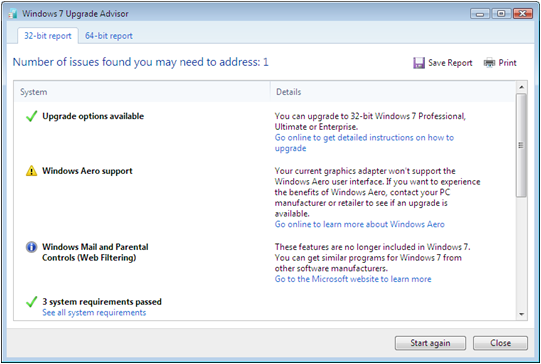 Windows 7 Upgrade Advisor
32-bit report
64-bit report
Number of issues found you may need to address: 1
Save Report
Print
System
Details
Upgrade options available
You can upgrade to 32-bit Windows 7 Professional,
Ultimate or Enterprise.
Go online to get detailed instructions on how to
upgrade
Windows Aero support
Your current graphics adapter won't support the
Windows Aero user interface. If you want to experience
the benefits of Windows Aero, contact your PC
manufacturer or retailer to see if an upgrade is
available.
Go online to learn more about Windows Aero
Windows Mail and Parental
Controls (Web Filtering)
These features are no longer included in Windows 7.
You can get similar programs for Windows 7 from
other software manufacturers.
Go to the Microsoft website to learn more
3 system requirements passed
See all system requirements
Start again
Close